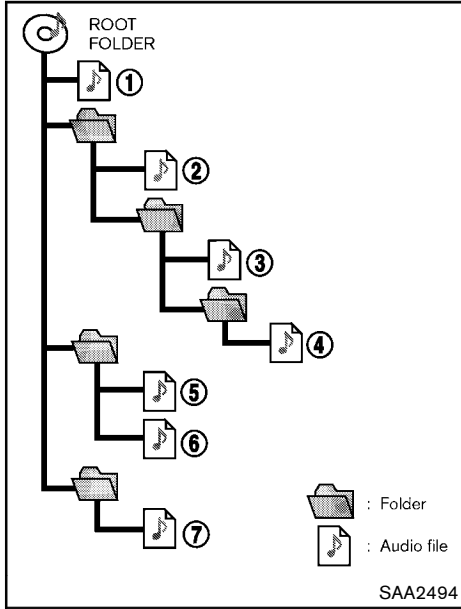 ROOT
FOLDER
①
②
③
④
⑤
⑥
⑦
: Folder
: Audio file
SAA2494